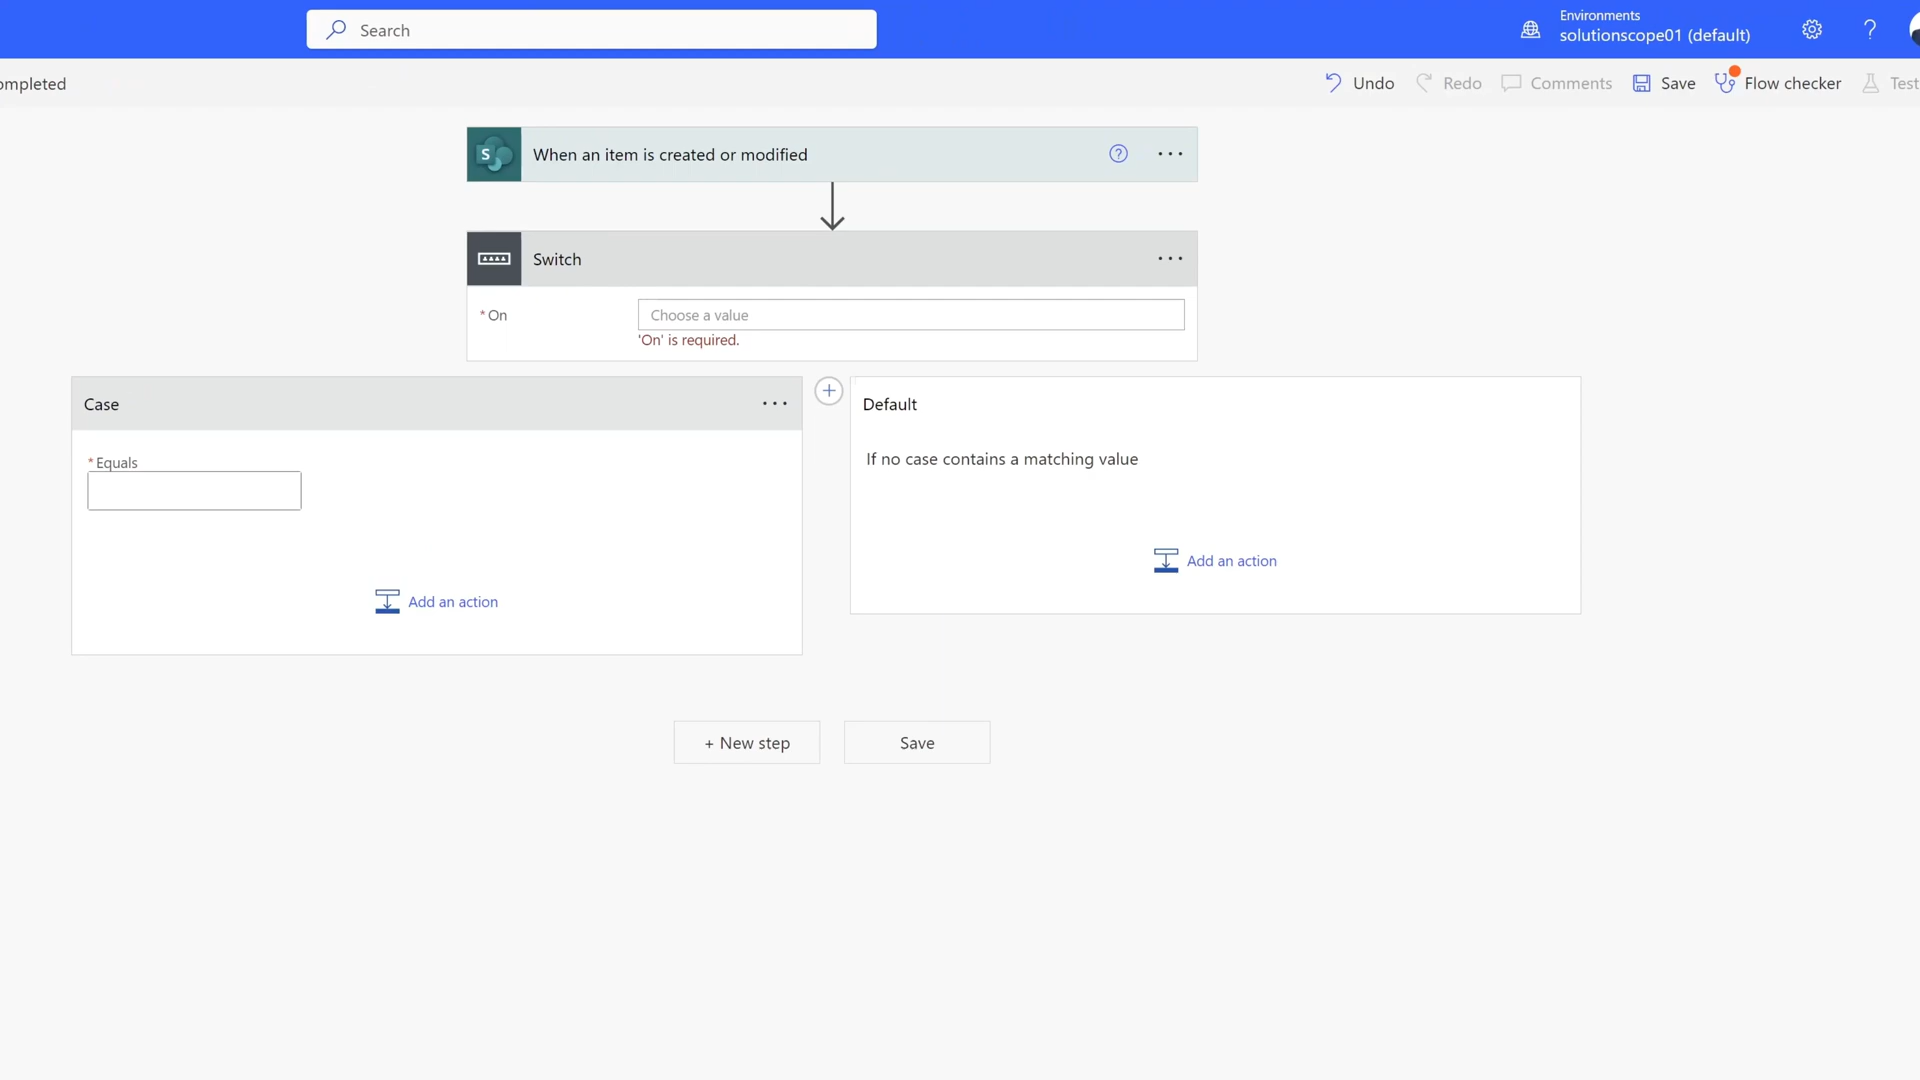 Search
Environments
solutionscope01 (default)
?
ompleted
Undo
Redo
Comments
Save
Flow checker
Test
S
When an item is created or modified
?
Switch
* On
Choose a value
'On' is required.
Case
Default
* Equals
If no case contains a matching value
Add an action
Add an action
+ New step
Save